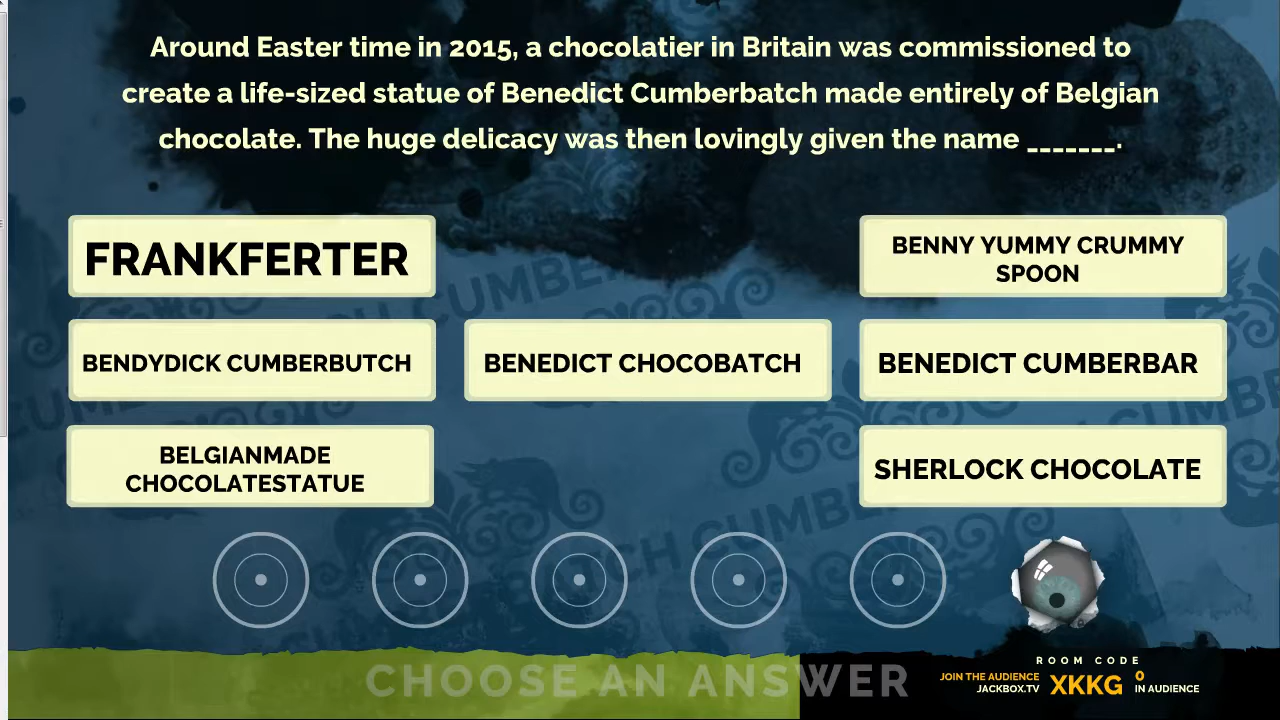 Around Easter time in 2015, a chocolatier in Britain was commissioned to
create a life-sized statue of Benedict Cumberbatch made entirely of Belgian
chocolate. The huge delicacy was then lovingly given the name _______.
FRANKFERTER
BENNY YUMMY CRUMMY
SPOON
BENDYDICK CUMBERBUTCH
BENEDICT CHOCOBATCH
BENEDICT CUMBERBAR
BELGIANMADE
CHOCOLATESTATUE
SHERLOCK CHOCOLATE
CHOOSE AN ANSWER
ROOM CODE
JOIN THE AUDIENCE
JACKBOX.TV
XKKG
0
IN AUDIENCE